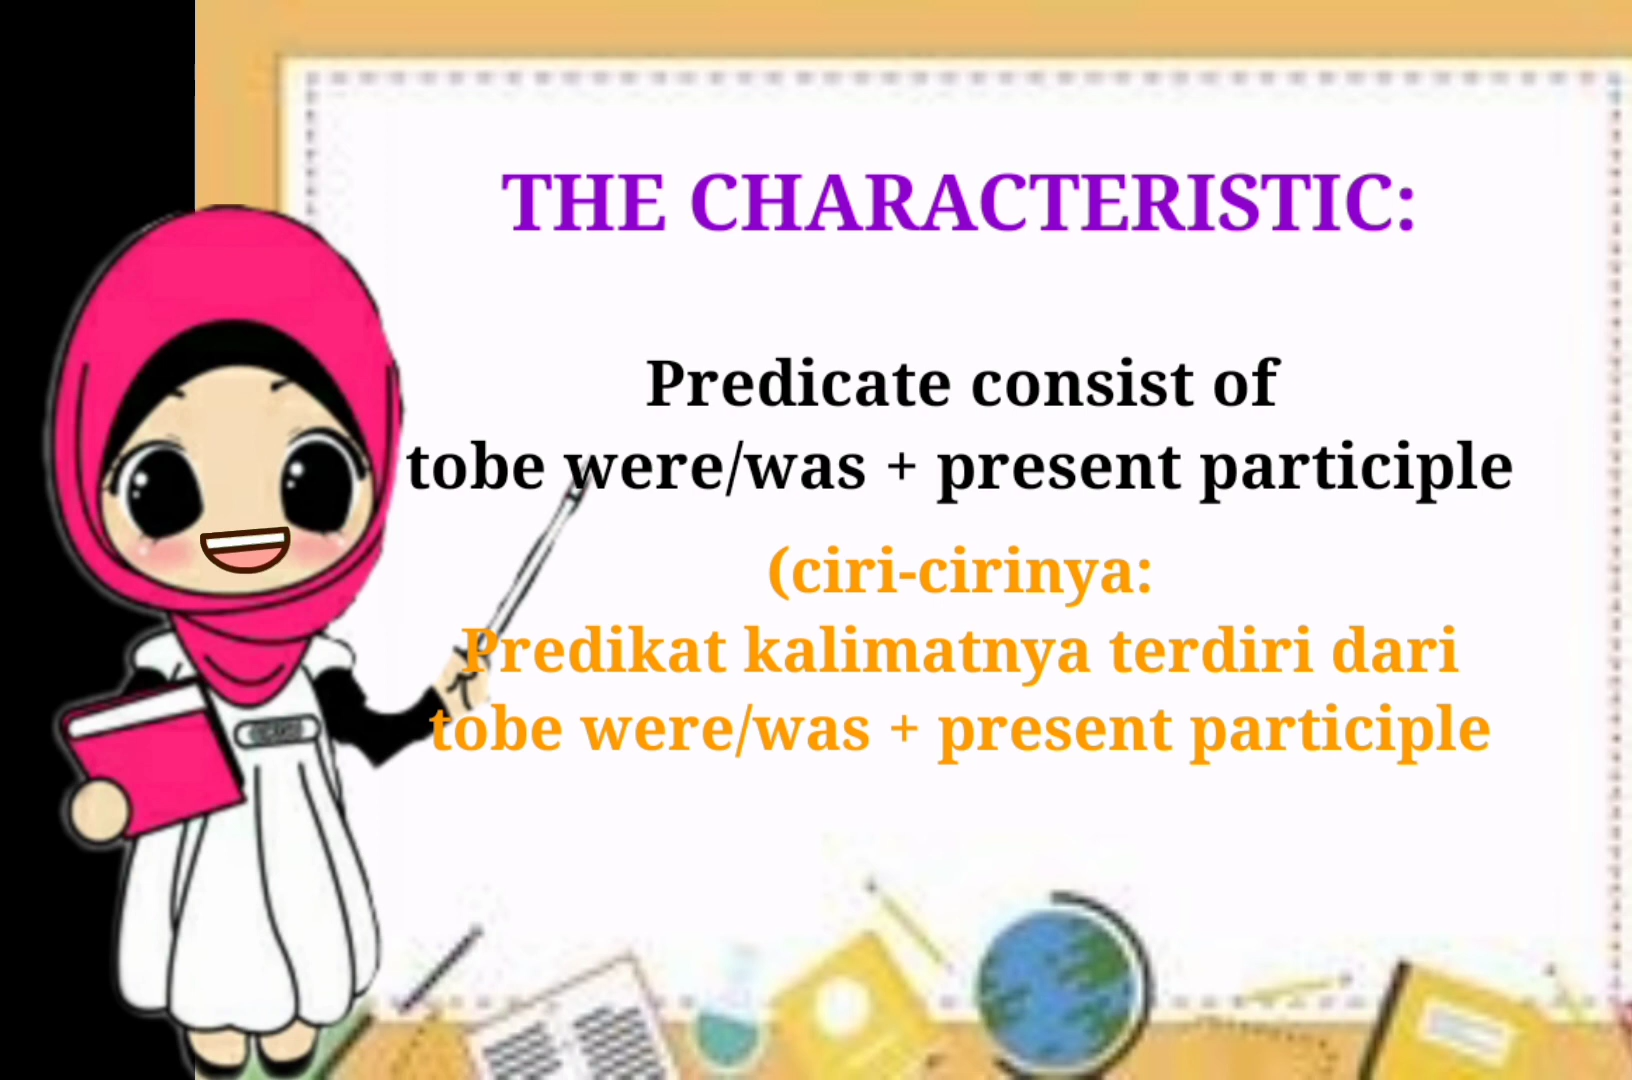 THE CHARACTERISTIC:
Predicate consist of
tobe were/was + present participle
(ciri-cirinya:
Predikat kalimatnya terdiri dari
tobe were/was + present participle